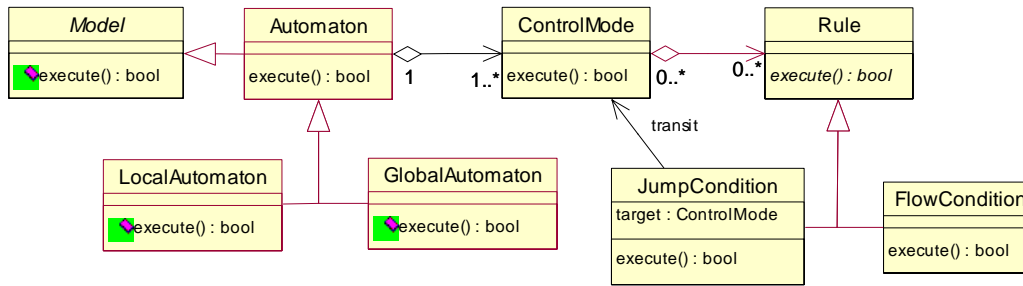 Model
execute() : bool
Automaton
execute() : bool
1
1..*
ControlMode
execute() : bool
0..*
0..*
Rule
execute() : bool
transit
LocalAutomaton
execute() : bool
GlobalAutomaton
execute() : bool
JumpCondition
target : ControlMode
execute() : bool
FlowCondition
execute() : bool